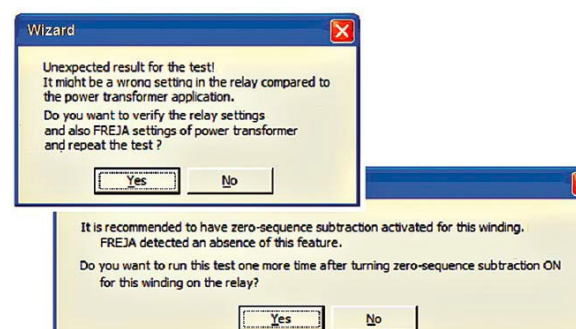 Wizard
Unexpected result for the test!
It might be a wrong setting in the relay compared to
the power transformer application.
Do you want to verify the relay settings
and also FREJA settings of power transformer
and repeat the test ?
Yes No
It is recommended to have zero-sequence subtraction activated for this winding.
FREJA detected an absence of this feature.
Do you want to run this test one more time after turning zero-sequence subtraction ON
for this winding on the relay?
Yes No